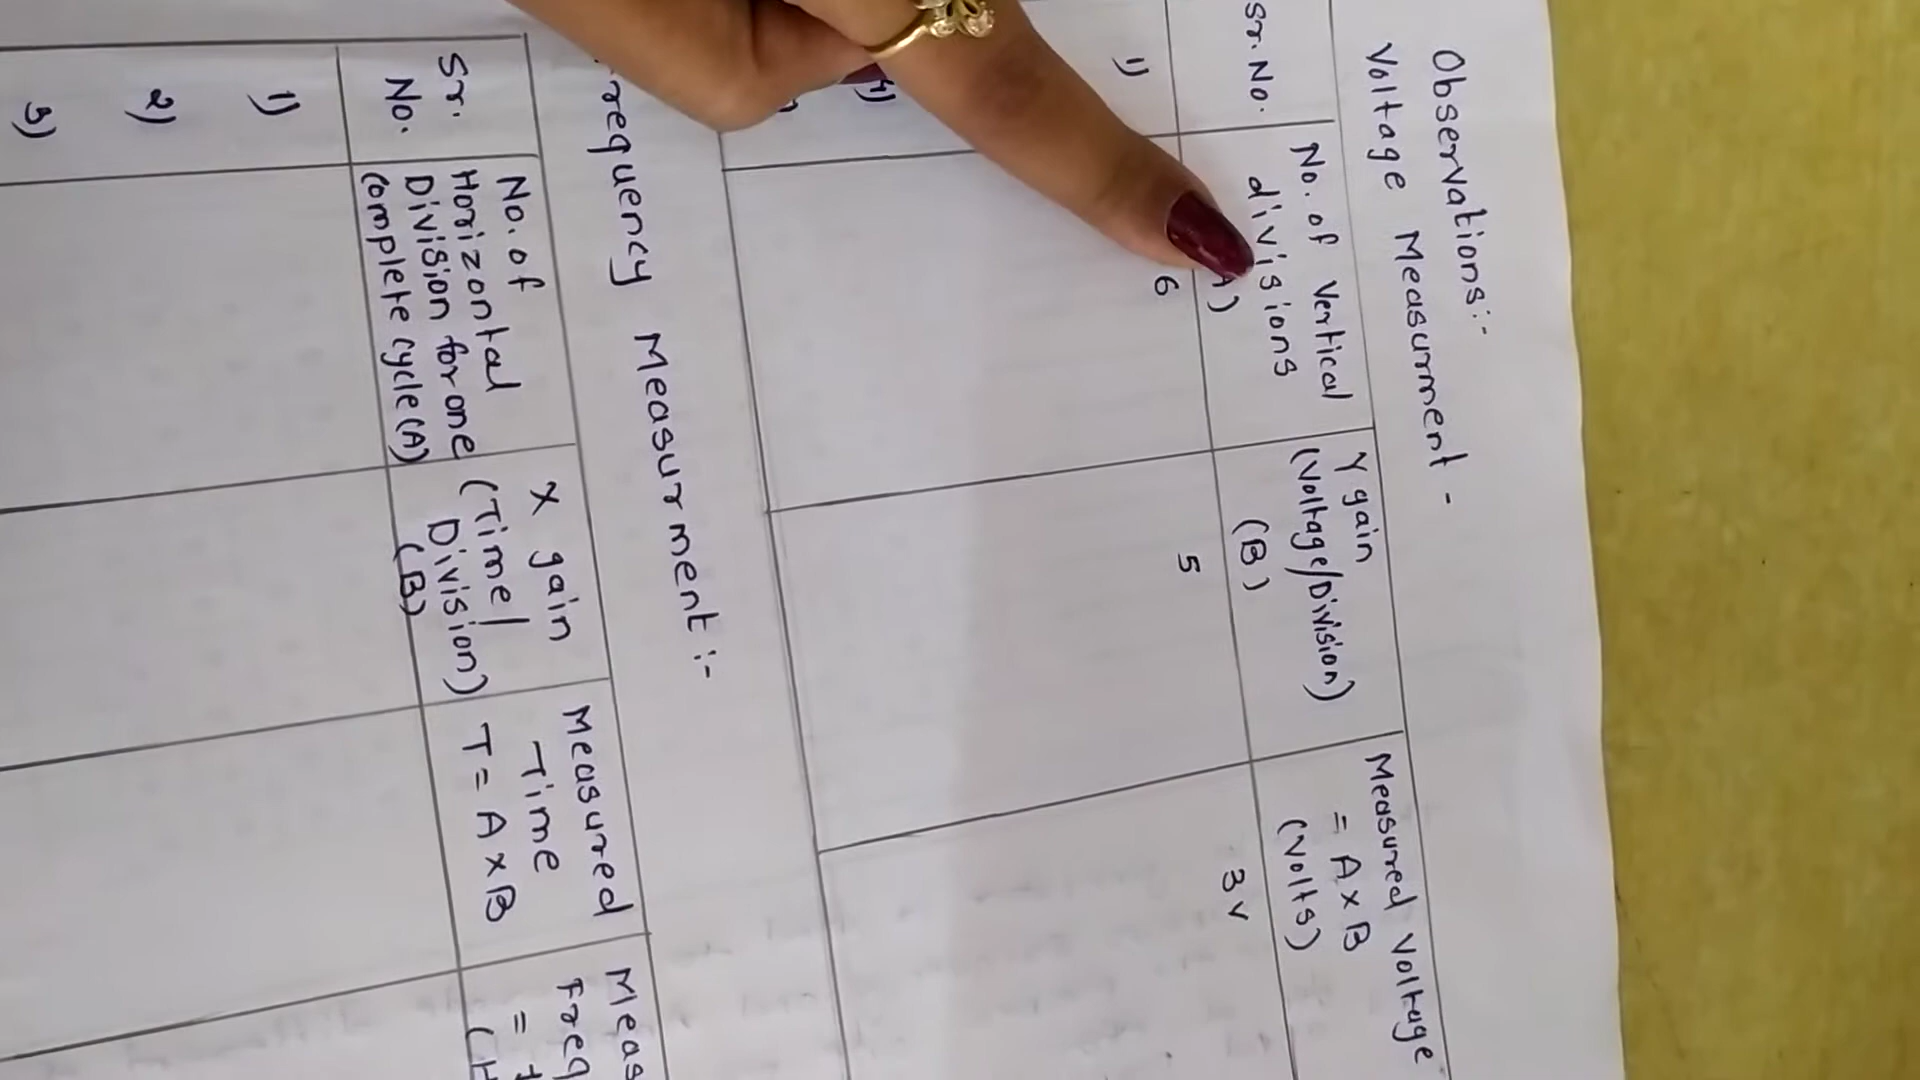 Observations:-
Voltage Measurment -
Sr. No.
No. of Vertical
divisions
A)
Y gain
(Voltage/Division)
(B)
Measured Voltage
= A x B
(Volts)
1)
6
5
3 v
requency Measurment :-
Sr.
No.
No. of
Horizontal
Division for one
complete cycle (A)
X gain
(Time/
Division)
(B)
Measured
Time
T = A x B
Meas
Freq
=
(H
1)
2)
3)